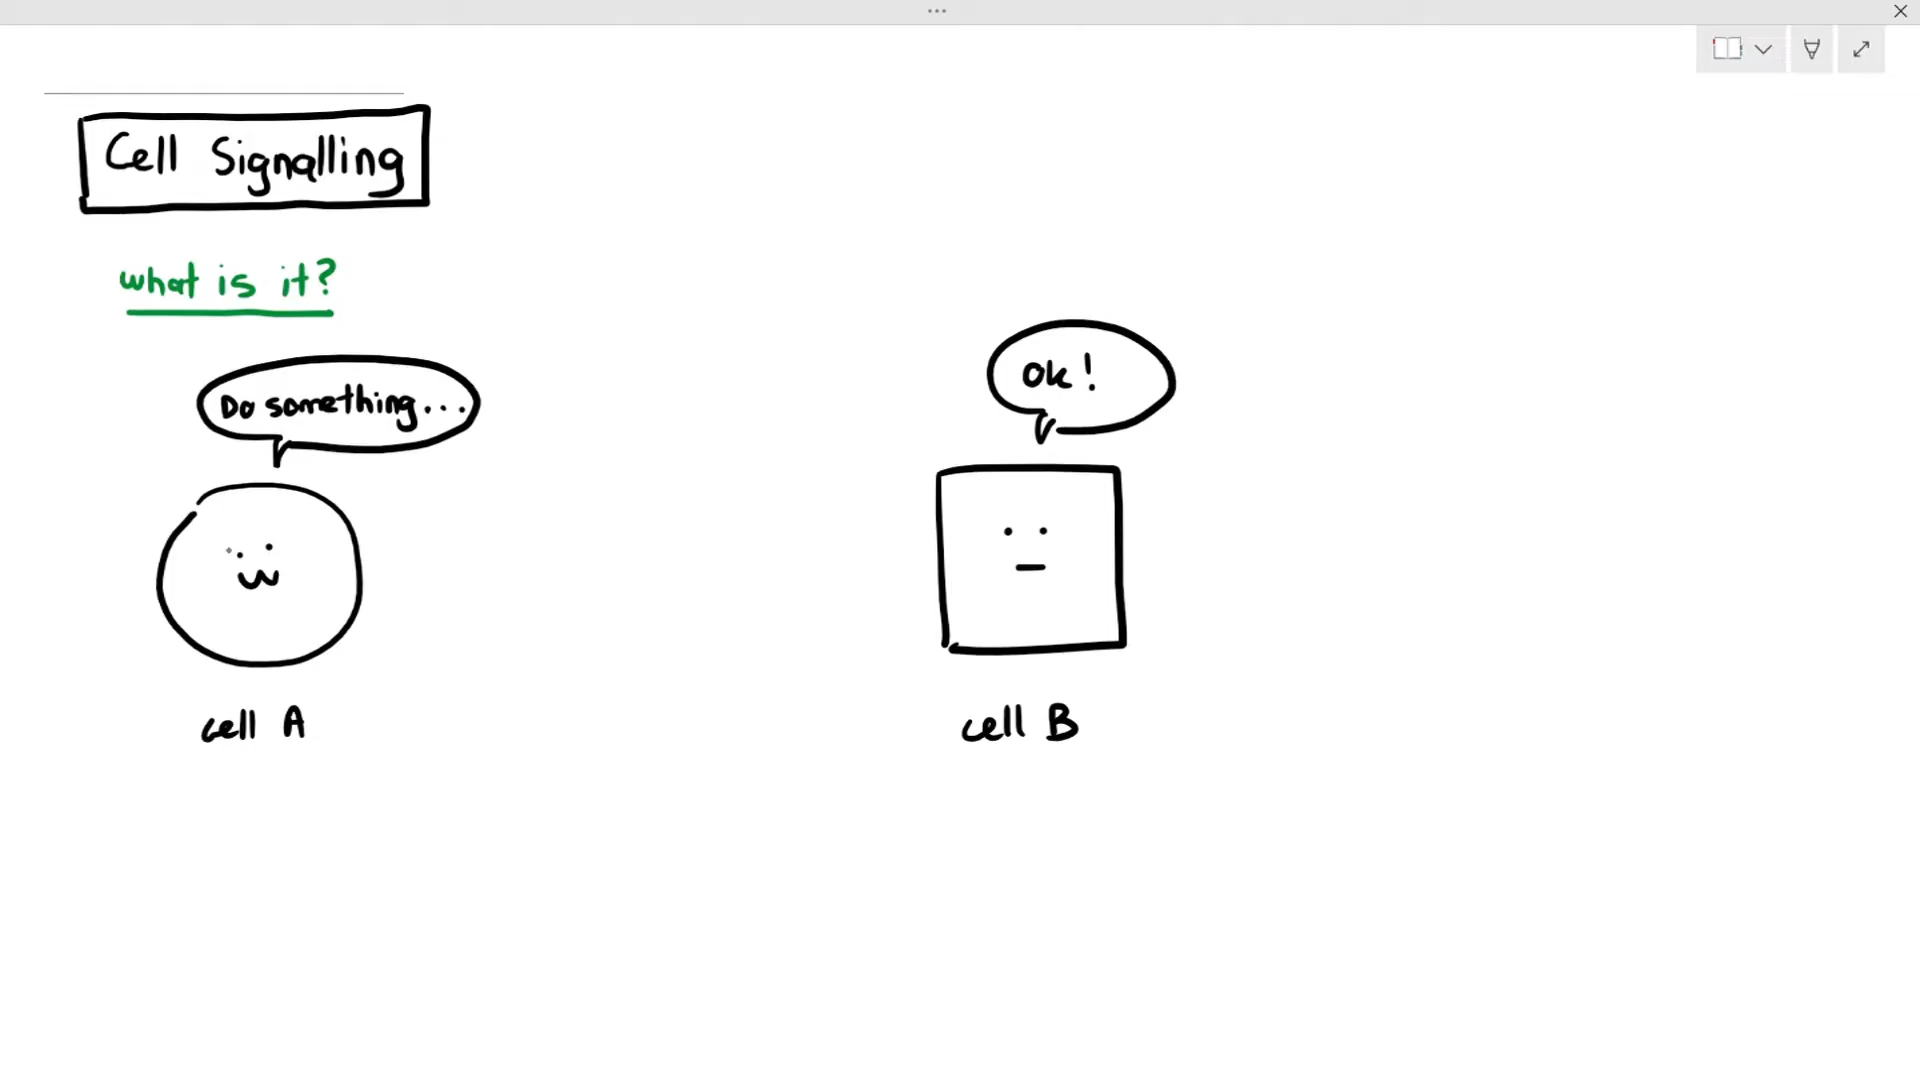 Cell Signalling
what is it?
Do something...
Ok!
cell A
cell B